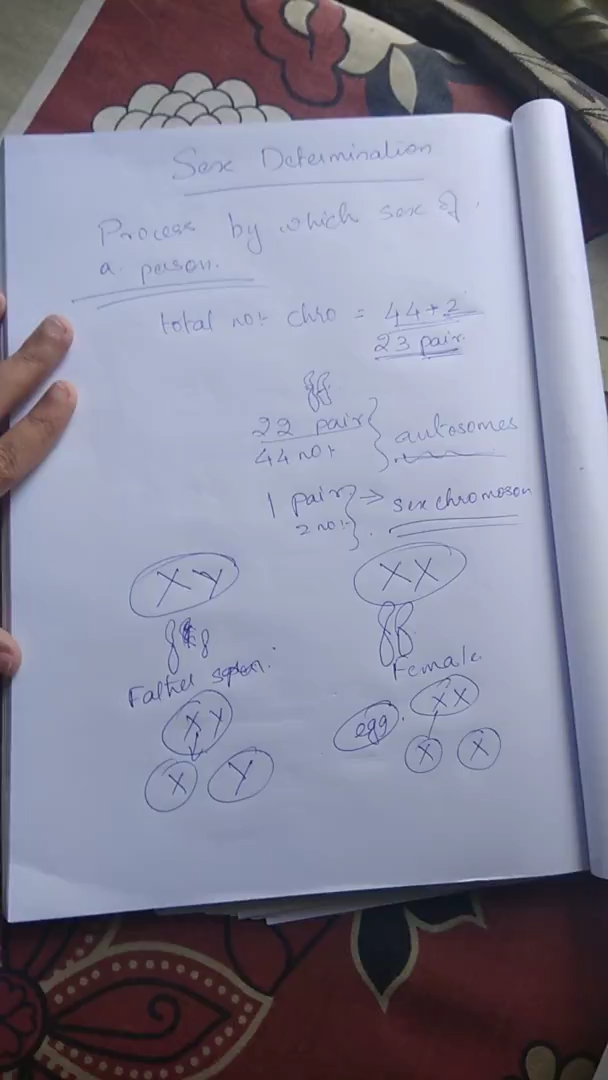 Sex Determination
Process by which sex of
a person.
total no:- chro = 44+2
23 pair
22 pair
44 no:-
autosomes
1 pair
2 no:-
→ sex chromoson
XY
XX
Father
Female
XY
egg.
XX
X
Y
X
X